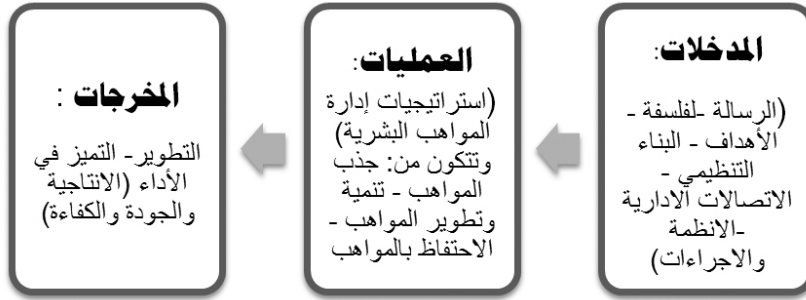 المدخلات:
(الرسالة -لفلسفة -
الأهداف - البناء
التنظيمي -
الاتصالات الادارية
-الانظمة
والاجراءات)
العمليات:
(استراتيجيات إدارة
المواهب البشرية)
وتتكون من: جذب
المواهب - تنمية
وتطوير المواهب -
الاحتفاظ بالمواهب
المخرجات :
التطوير- التميز في
الأداء (الانتاجية
والجودة والكفاءة)